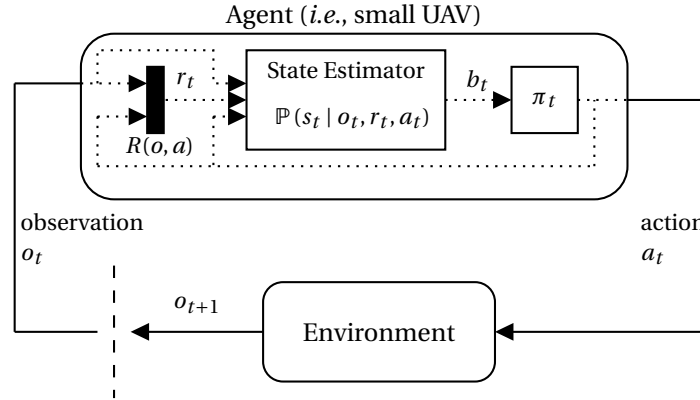 Agent (i.e., small UAV)
r_t
State Estimator
ℙ(s_t | o_t, r_t, a_t)
b_t
π_t
R(o, a)
observation
o_t
action
a_t
o_{t+1}
Environment